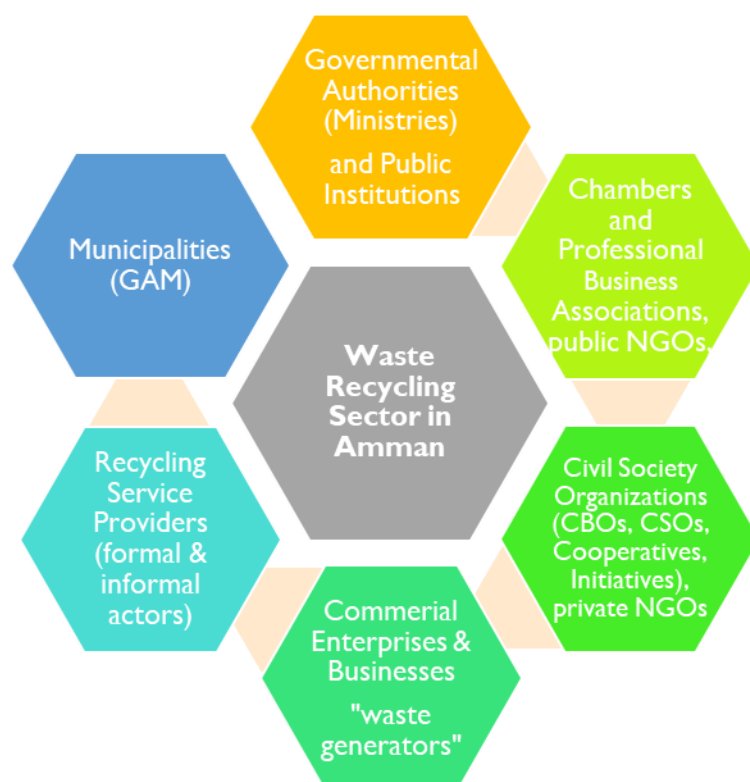 Governmental
Authorities
(Ministries)
and Public
Institutions
Chambers
and
Professional
Business
Associations,
public NGOs,
Municipalities
(GAM)
Waste
Recycling
Sector in
Amman
Civil Society
Organizations
(CBOs, CSOs,
Cooperatives,
Initiatives),
private NGOs
Recycling
Service
Providers
(formal &
informal
actors)
Commerial
Enterprises &
Businesses
"waste
generators"